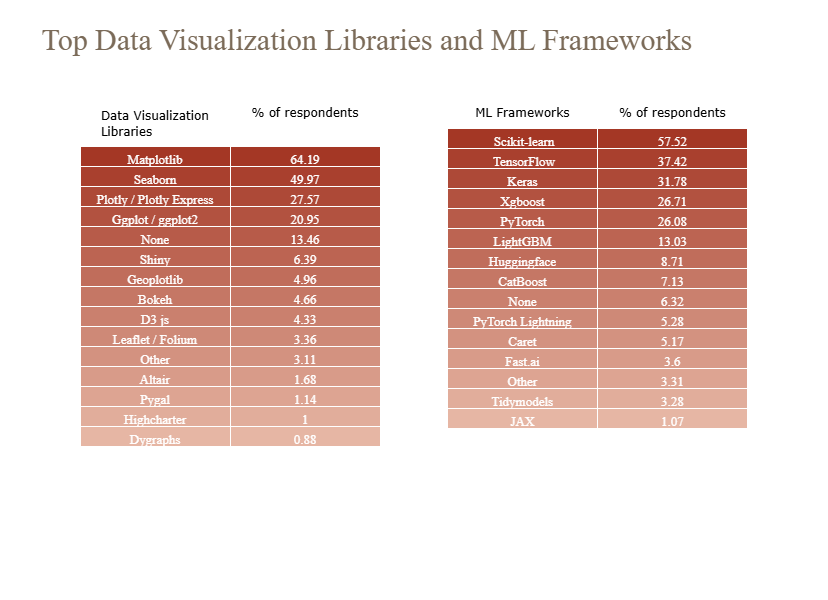 Top Data Visualization Libraries and ML Frameworks
Data Visualization
Libraries
% of respondents
Matplotlib 64.19
Seaborn 49.97
Plotly / Plotly Express 27.57
Ggplot / ggplot2 20.95
None 13.46
Shiny 6.39
Geoplotlib 4.96
Bokeh 4.66
D3 js 4.33
Leaflet / Folium 3.36
Other 3.11
Altair 1.68
Pygal 1.14
Highcharter 1
Dygraphs 0.88
ML Frameworks % of respondents
Scikit-learn 57.52
TensorFlow 37.42
Keras 31.78
Xgboost 26.71
PyTorch 26.08
LightGBM 13.03
Huggingface 8.71
CatBoost 7.13
None 6.32
PyTorch Lightning 5.28
Caret 5.17
Fast.ai 3.6
Other 3.31
Tidymodels 3.28
JAX 1.07